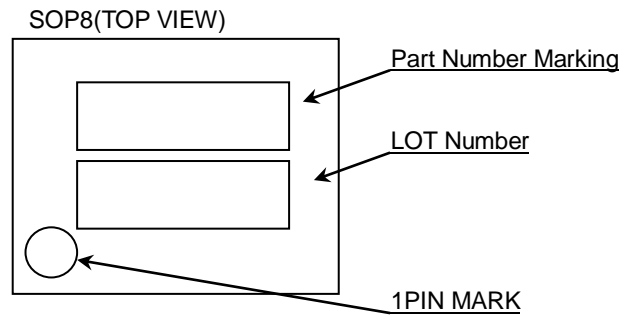 SOP8(TOP VIEW)
Part Number Marking
LOT Number
1PIN MARK